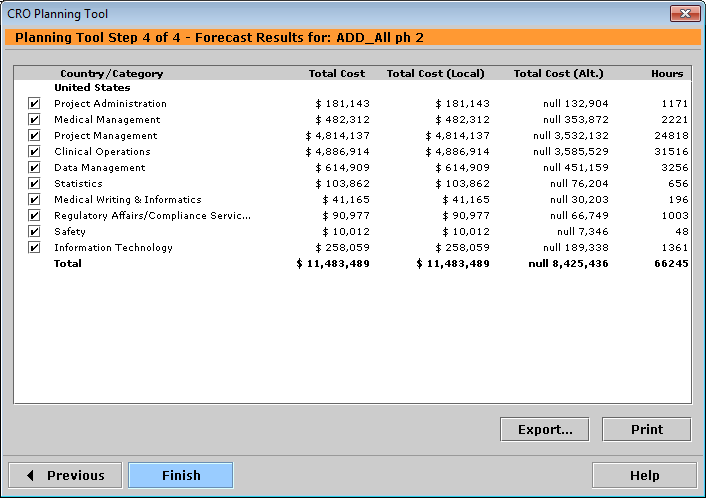 CRO Planning Tool
Planning Tool Step 4 of 4 - Forecast Results for: ADD_All ph 2
Country/Category Total Cost Total Cost (Local) Total Cost (Alt.) Hours
United States
Project Administration $ 181,143 $ 181,143 null 132,904 1171
Medical Management $ 482,312 $ 482,312 null 353,872 2221
Project Management $ 4,814,137 $ 4,814,137 null 3,532,132 24818
Clinical Operations $ 4,886,914 $ 4,886,914 null 3,585,529 31516
Data Management $ 614,909 $ 614,909 null 451,159 3256
Statistics $ 103,862 $ 103,862 null 76,204 656
Medical Writing & Informatics $ 41,165 $ 41,165 null 30,203 196
Regulatory Affairs/Compliance Servic... $ 90,977 $ 90,977 null 66,749 1003
Safety $ 10,012 $ 10,012 null 7,346 48
Information Technology $ 258,059 $ 258,059 null 189,338 1361
Total $ 11,483,489 $ 11,483,489 null 8,425,436 66245
Export... Print
Previous Finish Help